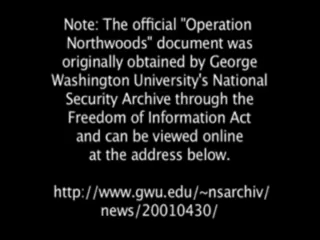 Note: The official "Operation
Northwoods" document was
originally obtained by George
Washington University's National
Security Archive through the
Freedom of Information Act
and can be viewed online
at the address below.
http://www.gwu.edu/~nsarchiv/
news/20010430/